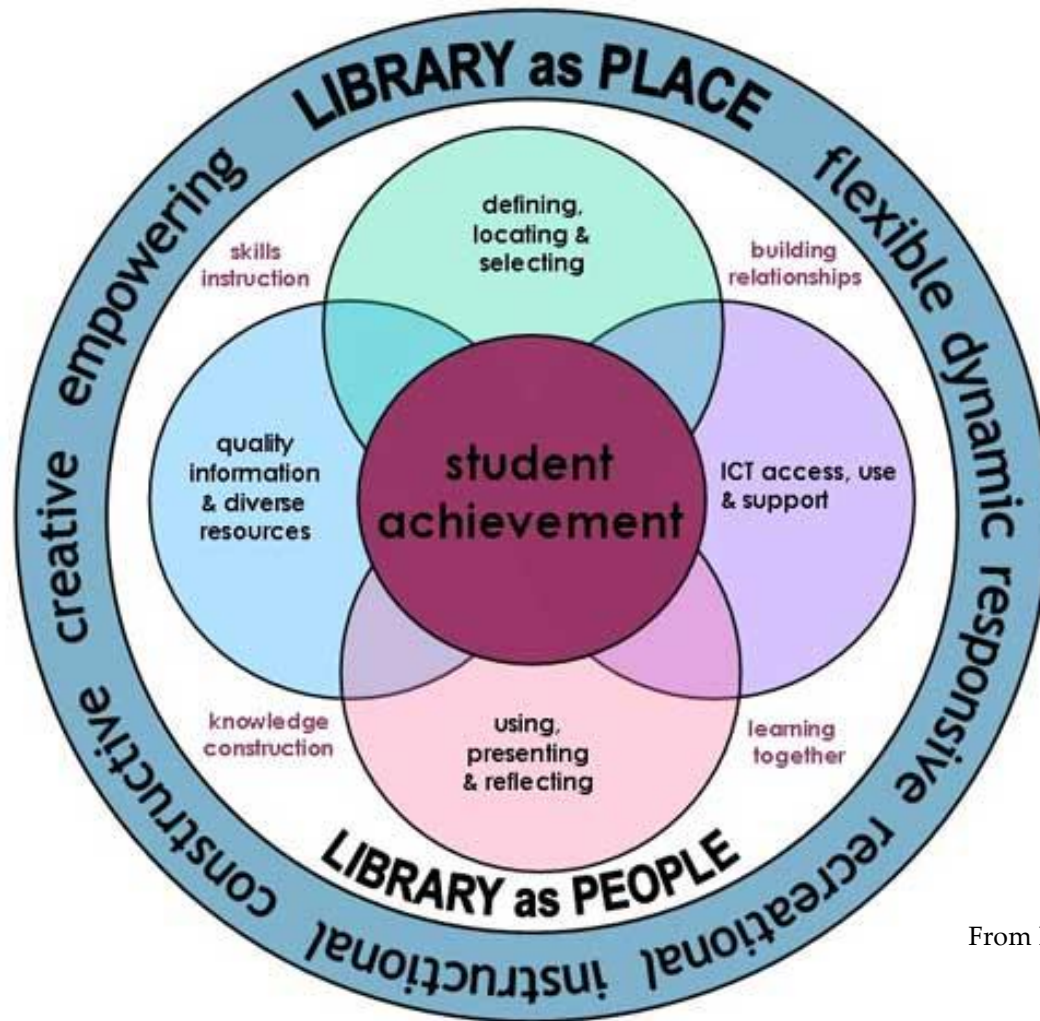 LIBRARY as PLACE
flexible dynamic responsive recreational instructional constructive creative empowering
defining,
locating &
selecting
skills
instruction
building
relationships
quality
information
& diverse
resources
student
achievement
ICT access, use
& support
knowledge
construction
using,
presenting
& reflecting
learning
together
LIBRARY as PEOPLE
From